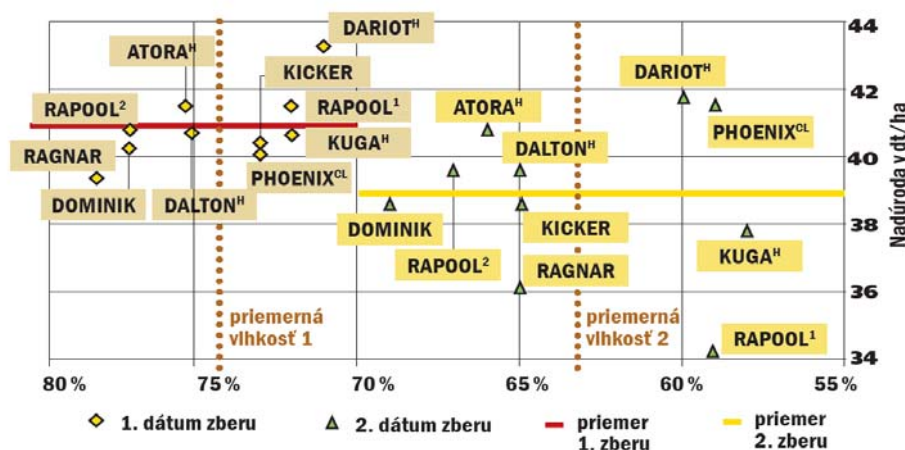 DARIOTᴴ
44
ATORAᴴ
KICKER
DARIOTᴴ
42
RAPOOL²
RAPOOL¹
ATORAᴴ
PHOENIXᶜᴸ
RAGNAR
KUGAᴴ
DALTONᴴ
40
PHOENIXᶜᴸ
DOMINIK
DALTONᴴ
DOMINIK
KICKER
38
RAPOOL²
RAGNAR
KUGAᴴ
36
priemerná
vlhkosť 1
priemerná
vlhkosť 2
RAPOOL¹
34
Nadúroda v dt/ha
80 %
75 %
70 %
65 %
60 %
55 %
1. dátum zberu
2. dátum zberu
priemer
1. zberu
priemer
2. zberu